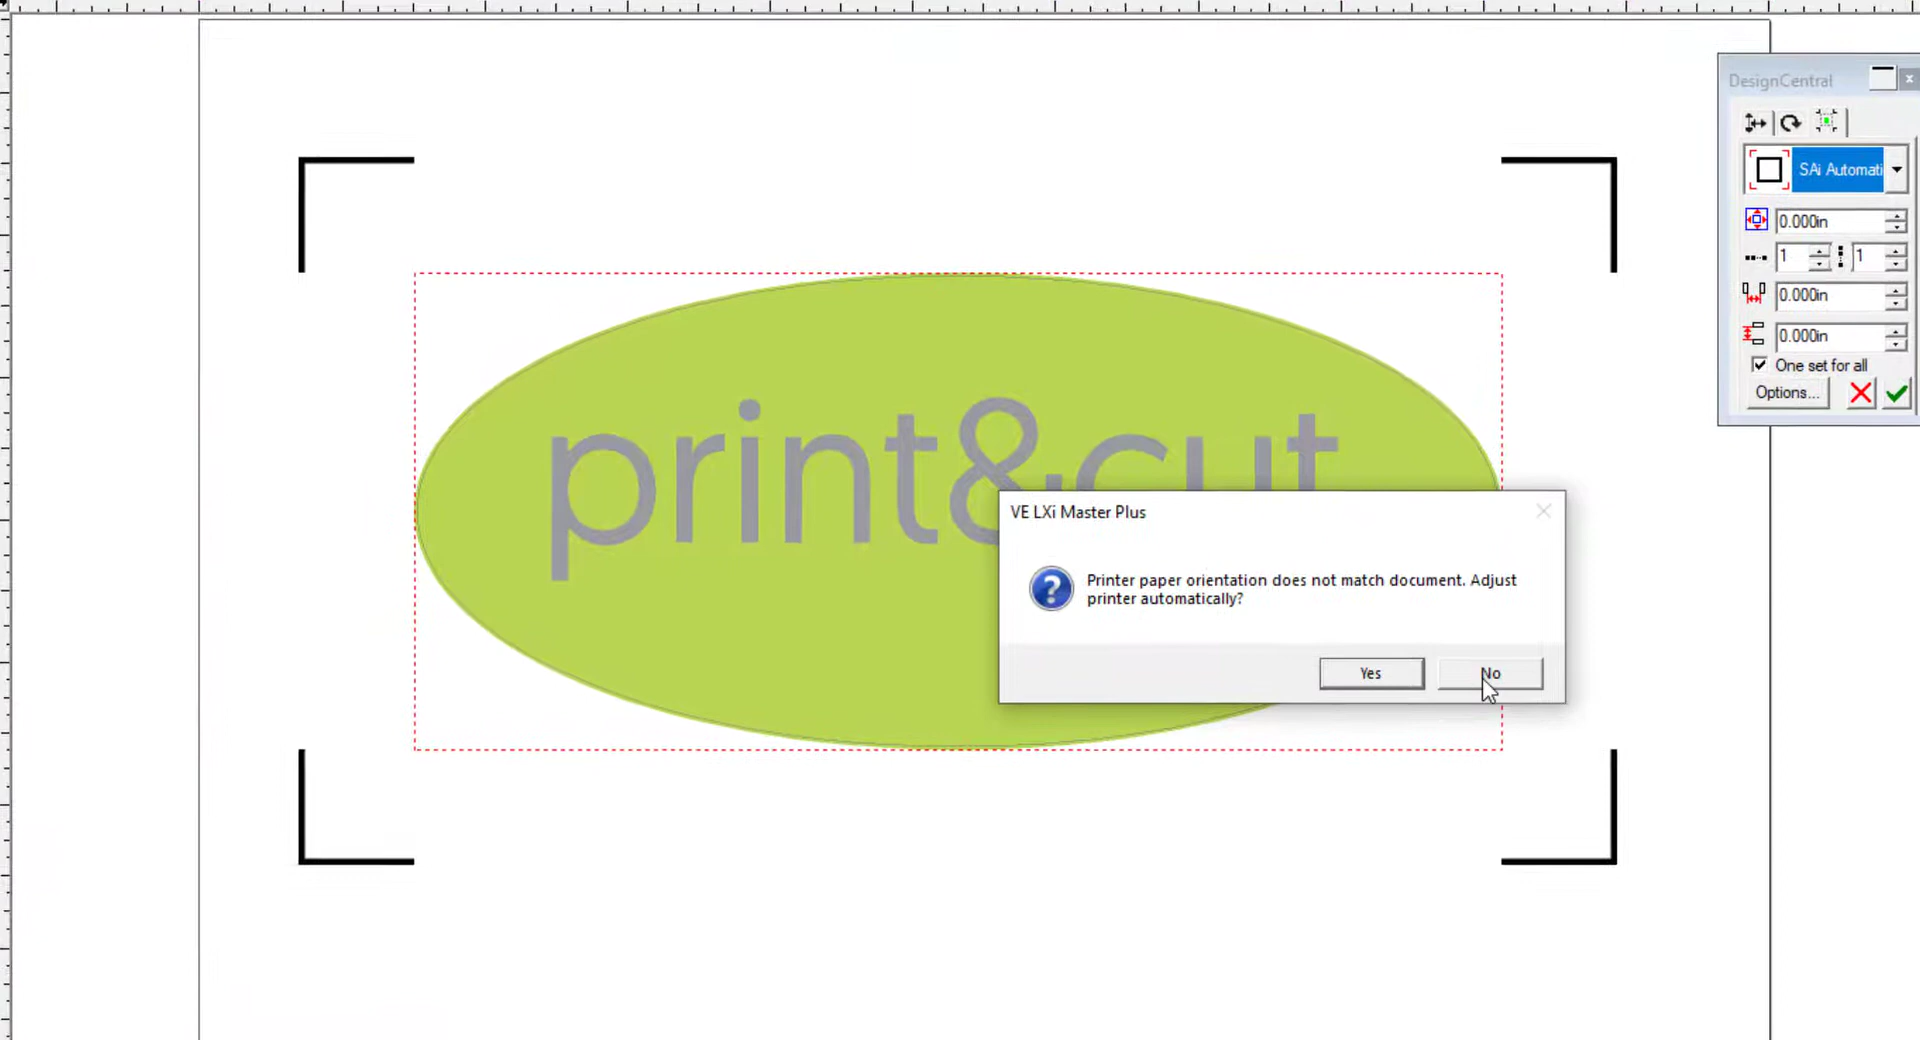 DesignCentral
SAi Automati
0.000in
1 1
0.000in
0.000in
One set for all
Options...
print&cut
VE LXi Master Plus
Printer paper orientation does not match document. Adjust
printer automatically?
Yes No